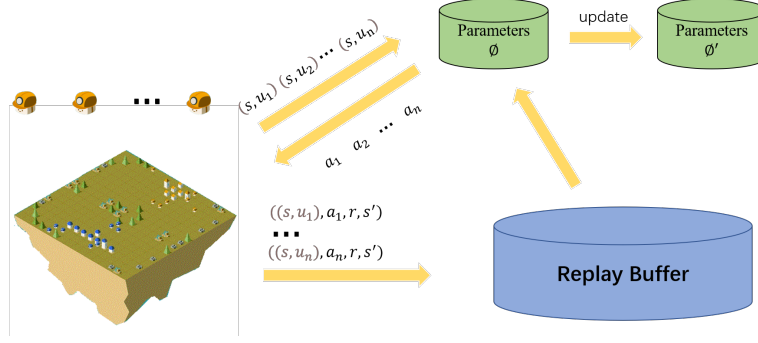 Parameters
∅
update
Parameters
∅′
(s, u₁) (s, u₂)··· (s, uₙ)
a₁ a₂ ··· aₙ
((s, u₁), a₁, r, s′)
···
((s, uₙ), aₙ, r, s′)
Replay Buffer